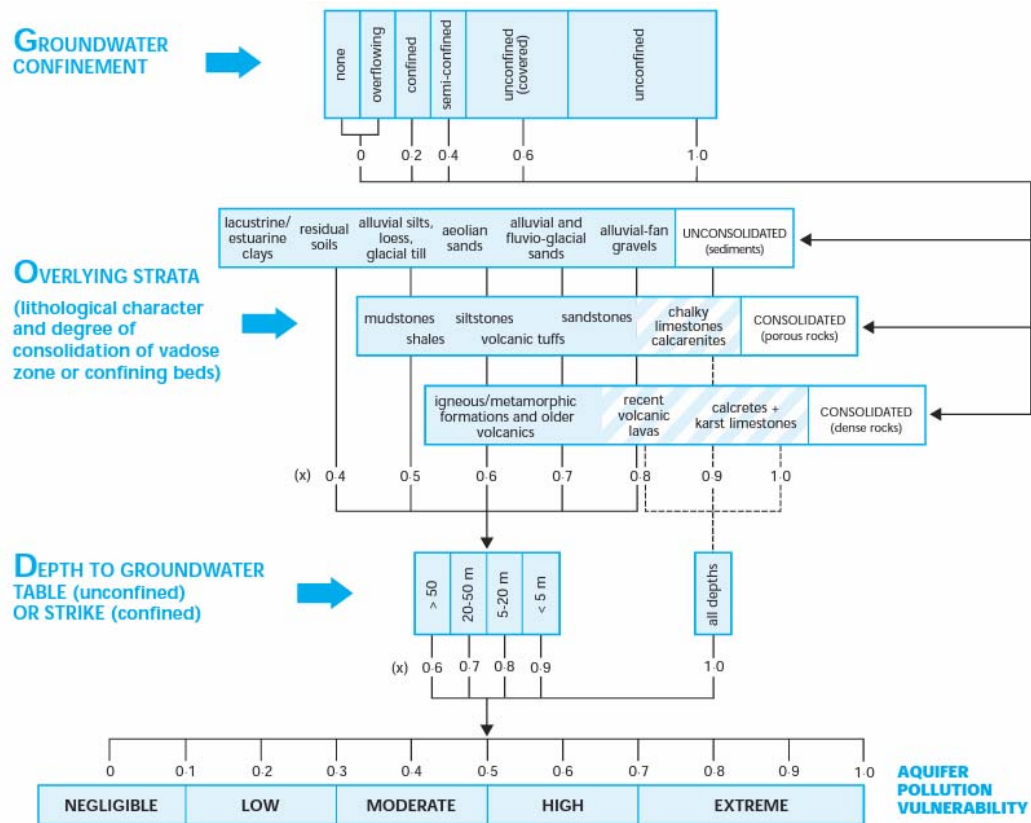 GROUNDWATER
CONFINEMENT
none
overflowing
confined
semi-confined
unconfined
(covered)
unconfined
0
0·2
0·4
0·6
1·0
lacustrine/
estuarine
clays
residual
soils
alluvial silts,
loess,
glacial till
aeolian
sands
alluvial and
fluvio-glacial
sands
alluvial-fan
gravels
UNCONSOLIDATED
(sediments)
OVERLYING STRATA
(lithological character
and degree of
consolidation of vadose
zone or confining beds)
mudstones
shales
siltstones
volcanic tuffs
sandstones
chalky
limestones
calcarenites
CONSOLIDATED
(porous rocks)
igneous/metamorphic
formations and older
volcanics
recent
volcanic
lavas
calcretes +
karst limestones
CONSOLIDATED
(dense rocks)
(x) 0·4 0·5 0·6 0·7 0·8 0·9 1·0
DEPTH TO GROUNDWATER
TABLE (unconfined)
OR STRIKE (confined)
> 50
20-50 m
5-20 m
< 5 m
all depths
(x) 0·6 0·7 0·8 0·9 1·0
0 0·1 0·2 0·3 0·4 0·5 0·6 0·7 0·8 0·9 1·0
NEGLIGIBLE LOW MODERATE HIGH EXTREME
AQUIFER
POLLUTION
VULNERABILITY